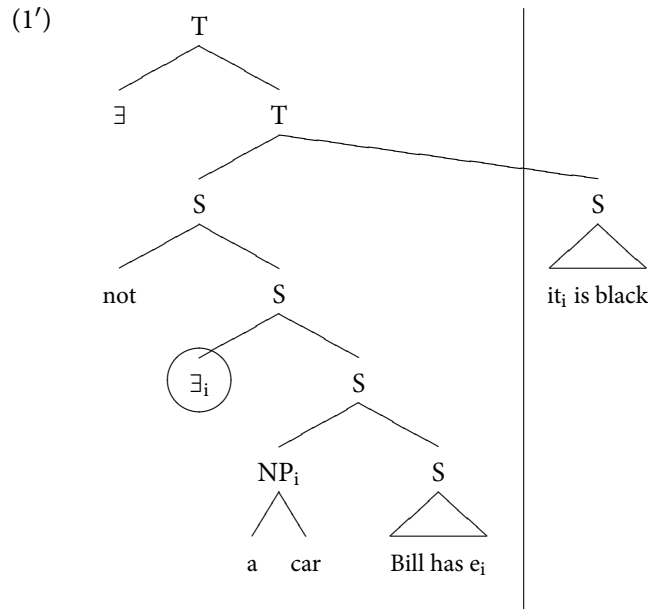 (1′) T
∃ T
S S
not S it_i is black
∃_i S
NP_i S
a car Bill has e_i